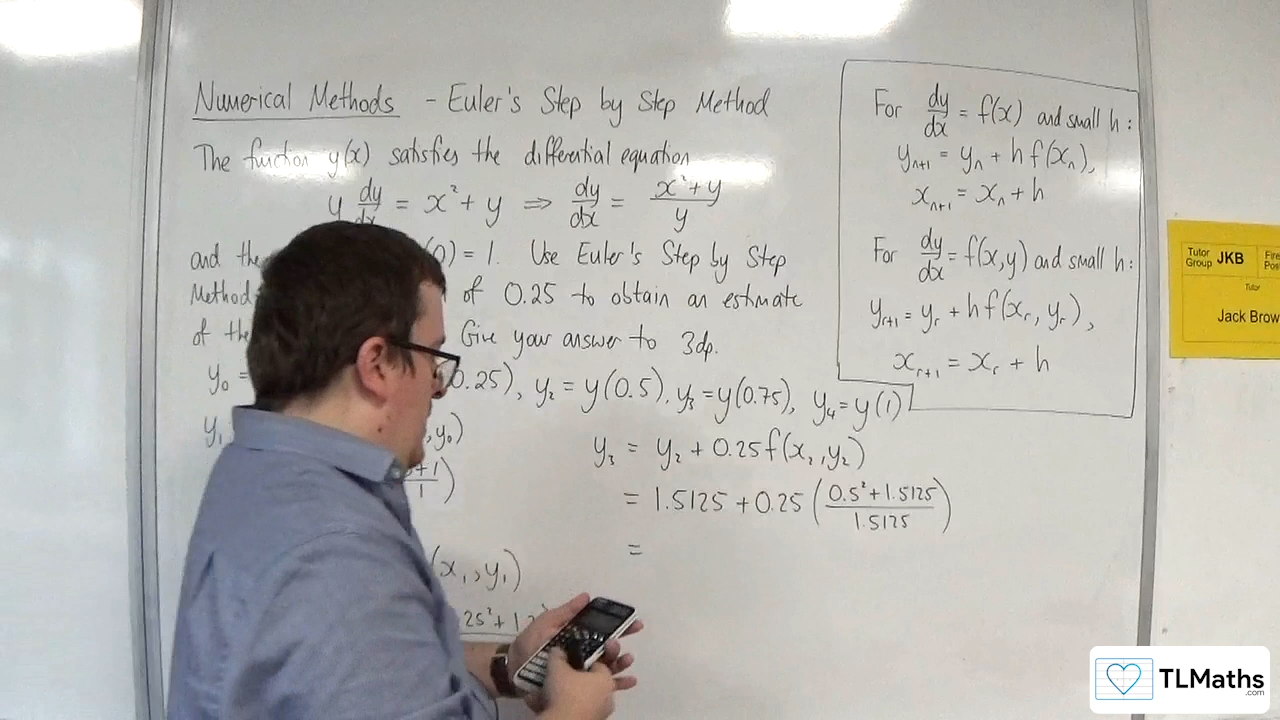 Numerical Methods - Euler's Step by Step Method
The function y(x) satisfies the differential equation
y dy/dx = x² + y ⇒ dy/dx = (x² + y)/y
and the (0) = 1. Use Euler's Step by Step
Method of 0.25 to obtain an estimate
of the Give your answer to 3dp.
y₀ = 0.25), y₂ = y(0.5), y₃ = y(0.75), y₄ = y(1)
y₁ , y₀)
+1/1)
(x₁, y₁)
25² + 1.2
y₃ = y₂ + 0.25f(x₂, y₂)
= 1.5125 + 0.25 ((0.5² + 1.5125)/1.5125)
=
For dy/dx = f(x) and small h:
yₙ₊₁ = yₙ + h f(xₙ),
xₙ₊₁ = xₙ + h
For dy/dx = f(x,y) and small h:
yᵣ₊₁ = yᵣ + h f(xᵣ, yᵣ),
xᵣ₊₁ = xᵣ + h
Tutor Group JKB
Tutor
Jack Brow
TLMaths
.com